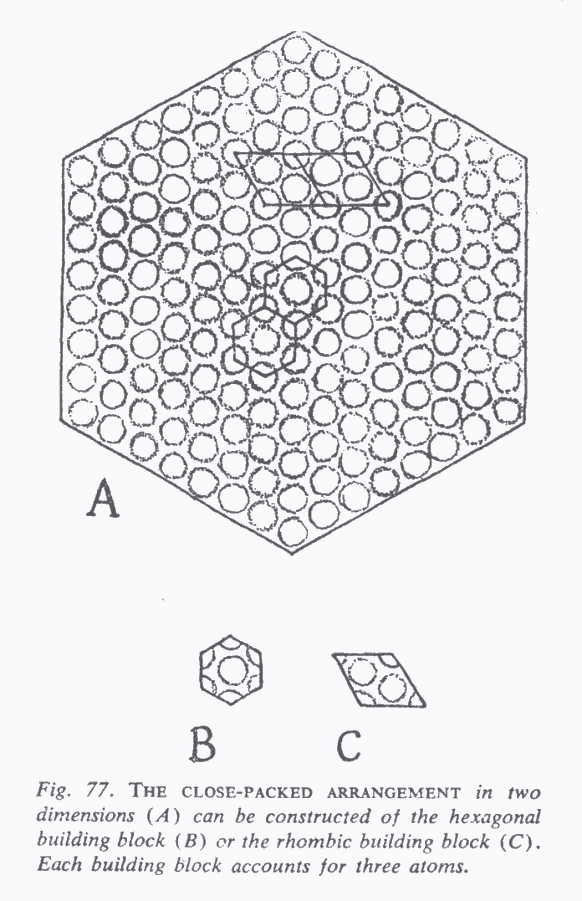 A
B
C
Fig. 77. THE CLOSE-PACKED ARRANGEMENT in two
dimensions (A) can be constructed of the hexagonal
building block (B) or the rhombic building block (C).
Each building block accounts for three atoms.